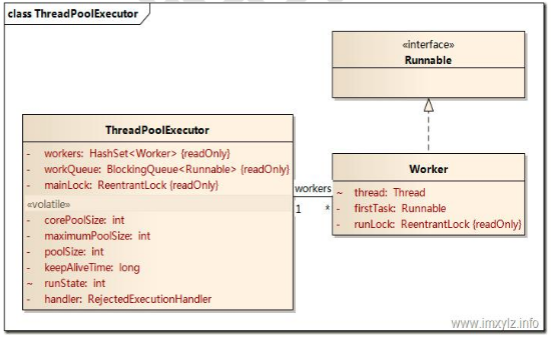 class ThreadPoolExecutor
«interface»
Runnable
ThreadPoolExecutor
- workers: HashSet<Worker> {readOnly}
- workQueue: BlockingQueue<Runnable> {readOnly}
- mainLock: ReentrantLock {readOnly}
«volatile»
- corePoolSize: int
- maximumPoolSize: int
- poolSize: int
- keepAliveTime: long
~ runState: int
- handler: RejectedExecutionHandler
workers
1 *
Worker
~ thread: Thread
- firstTask: Runnable
- runLock: ReentrantLock {readOnly}
www.imxylz.info